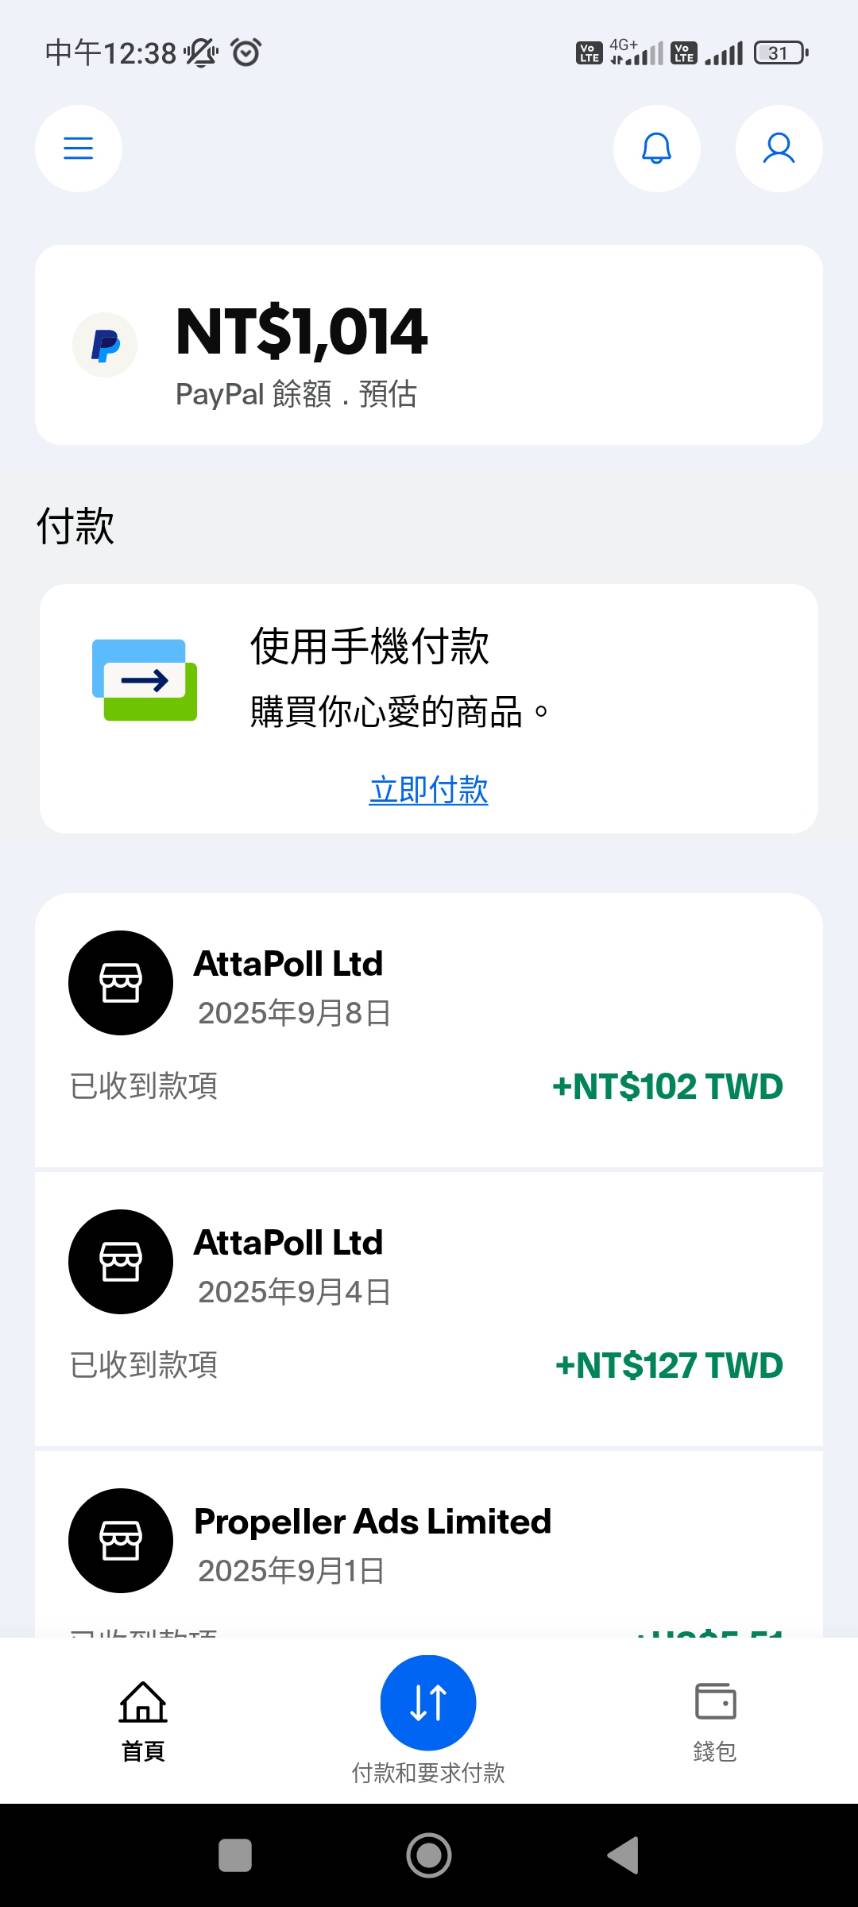 中午12:38
Vo LTE 4G+ Vo LTE 31
NT$1,014
PayPal 餘額 . 預估
付款
使用手機付款
購買你心愛的商品。
立即付款
AttaPoll Ltd
2025年9月8日
已收到款項 +NT$102 TWD
AttaPoll Ltd
2025年9月4日
已收到款項 +NT$127 TWD
Propeller Ads Limited
2025年9月1日
首頁
付款和要求付款
錢包